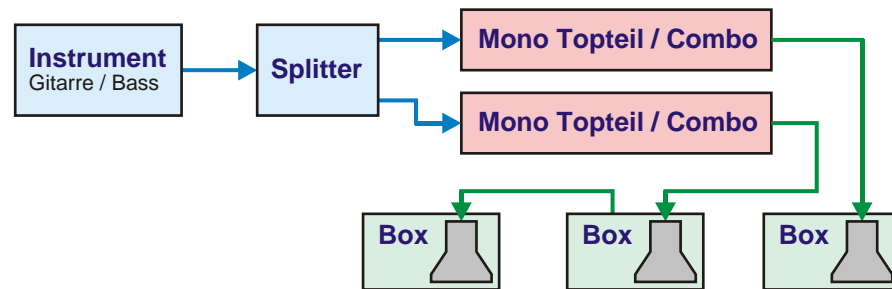 Instrument
Gitarre / Bass
Splitter
Mono Topteil / Combo
Mono Topteil / Combo
Box
Box
Box